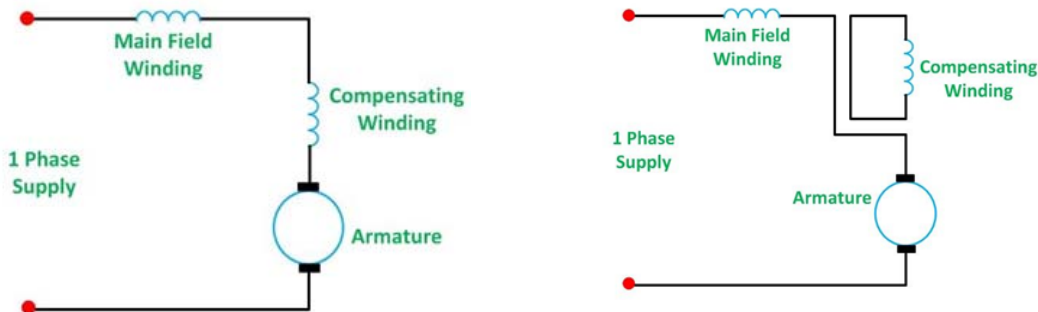 Main Field
Winding
Compensating
Winding
1 Phase
Supply
Armature
Main Field
Winding
Compensating
Winding
1 Phase
Supply
Armature